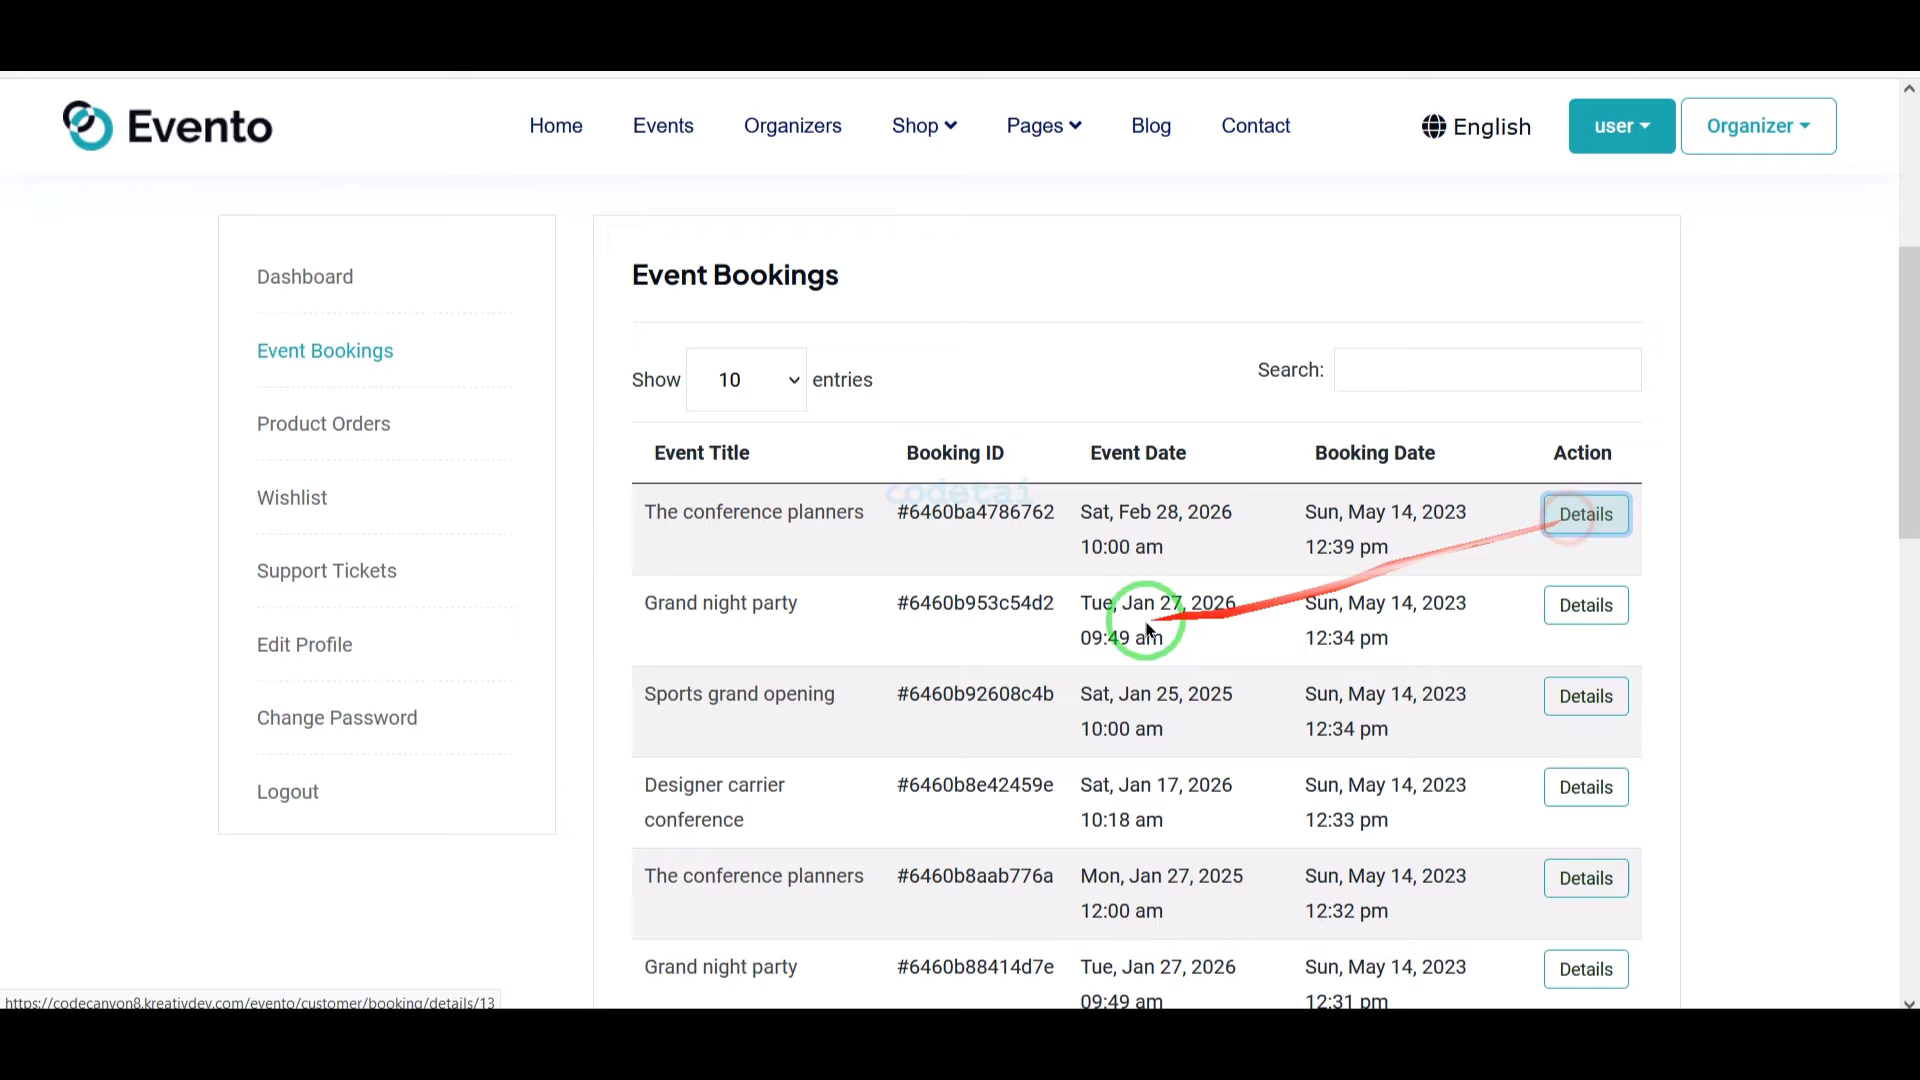 Evento
Home Events Organizers Shop Pages Blog Contact English user Organizer
Dashboard
Event Bookings
Product Orders
Wishlist
Support Tickets
Edit Profile
Change Password
Logout
Event Bookings
Show 10 entries Search:
Event Title Booking ID Event Date Booking Date Action
codetai
The conference planners #6460ba4786762 Sat, Feb 28, 2026 Sun, May 14, 2023 Details
10:00 am 12:39 pm
Grand night party #6460b953c54d2 Tue, Jan 27, 2026 Sun, May 14, 2023 Details
09:49 am 12:34 pm
Sports grand opening #6460b92608c4b Sat, Jan 25, 2025 Sun, May 14, 2023 Details
10:00 am 12:34 pm
Designer carrier #6460b8e42459e Sat, Jan 17, 2026 Sun, May 14, 2023 Details
conference 10:18 am 12:33 pm
The conference planners #6460b8aab776a Mon, Jan 27, 2025 Sun, May 14, 2023 Details
12:00 am 12:32 pm
Grand night party #6460b88414d7e Tue, Jan 27, 2026 Sun, May 14, 2023 Details
09:49 am 12:31 pm
https://codecanyon8.kreativdev.com/evento/customer/booking/details/13